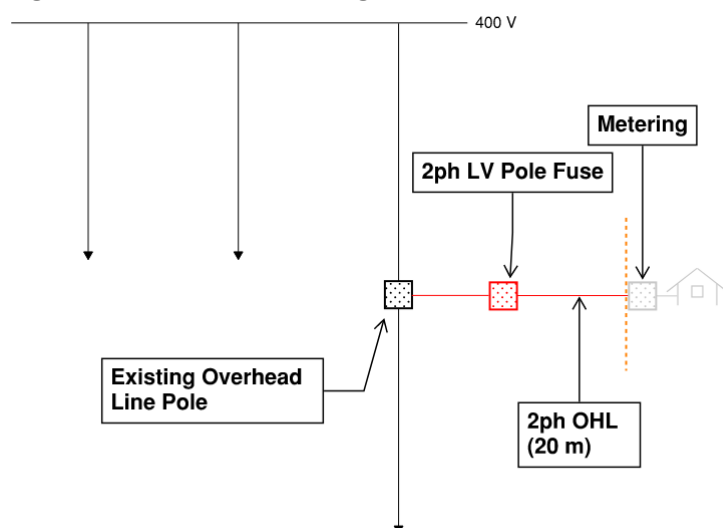 400 V
Metering
2ph LV Pole Fuse
Existing Overhead
Line Pole
2ph OHL
(20 m)